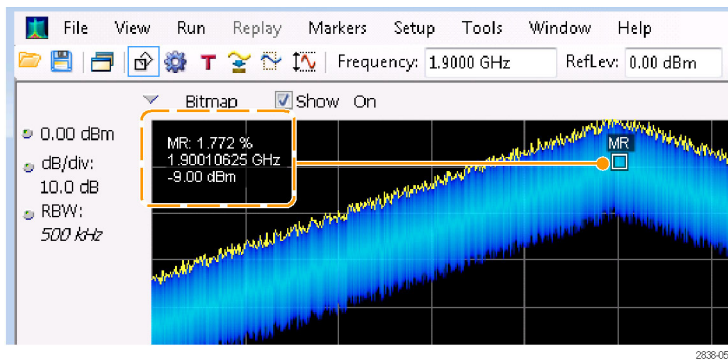 File View Run Replay Markers Setup Tools Window Help
T Frequency: 1.9000 GHz RefLev: 0.00 dBm
Bitmap Show On
0.00 dBm
dB/div:
10.0 dB
RBW:
500 kHz
MR: 1.772 %
1.90010625 GHz
-9.00 dBm
MR